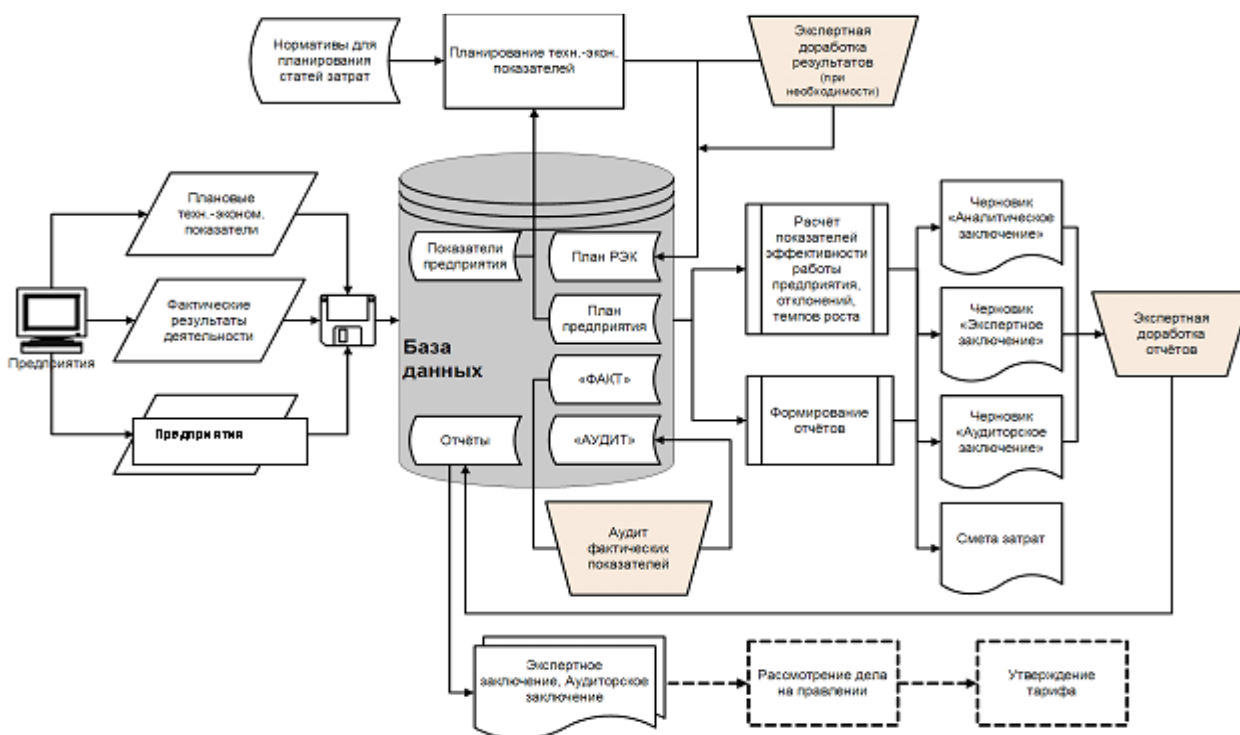 Нормативы для
планирования
статей затрат
Планирование техн.-экон.
показателей
Экспертная
доработка
результатов
(при
необходимости)
Плановые
техн.-эконом.
показатели
Фактические
результаты
деятельности
Предприятия
Предприятия
База
данных
Показатели
предприятия
План РЭК
План
предприятия
«ФАКТ»
Отчёты
«АУДИТ»
Аудит
фактических
показателей
Расчёт
показателей
эффективности
работы
предприятия,
отклонений,
темпов роста
Формирование
отчётов
Черновик
«Аналитическое
заключение»
Черновик
«Экспертное
заключение»
Черновик
«Аудиторское
заключение»
Смета затрат
Экспертная
доработка
отчётов
Экспертное
заключение, Аудиторское
заключение
Рассмотрение дела
на правлении
Утверждение
тарифа